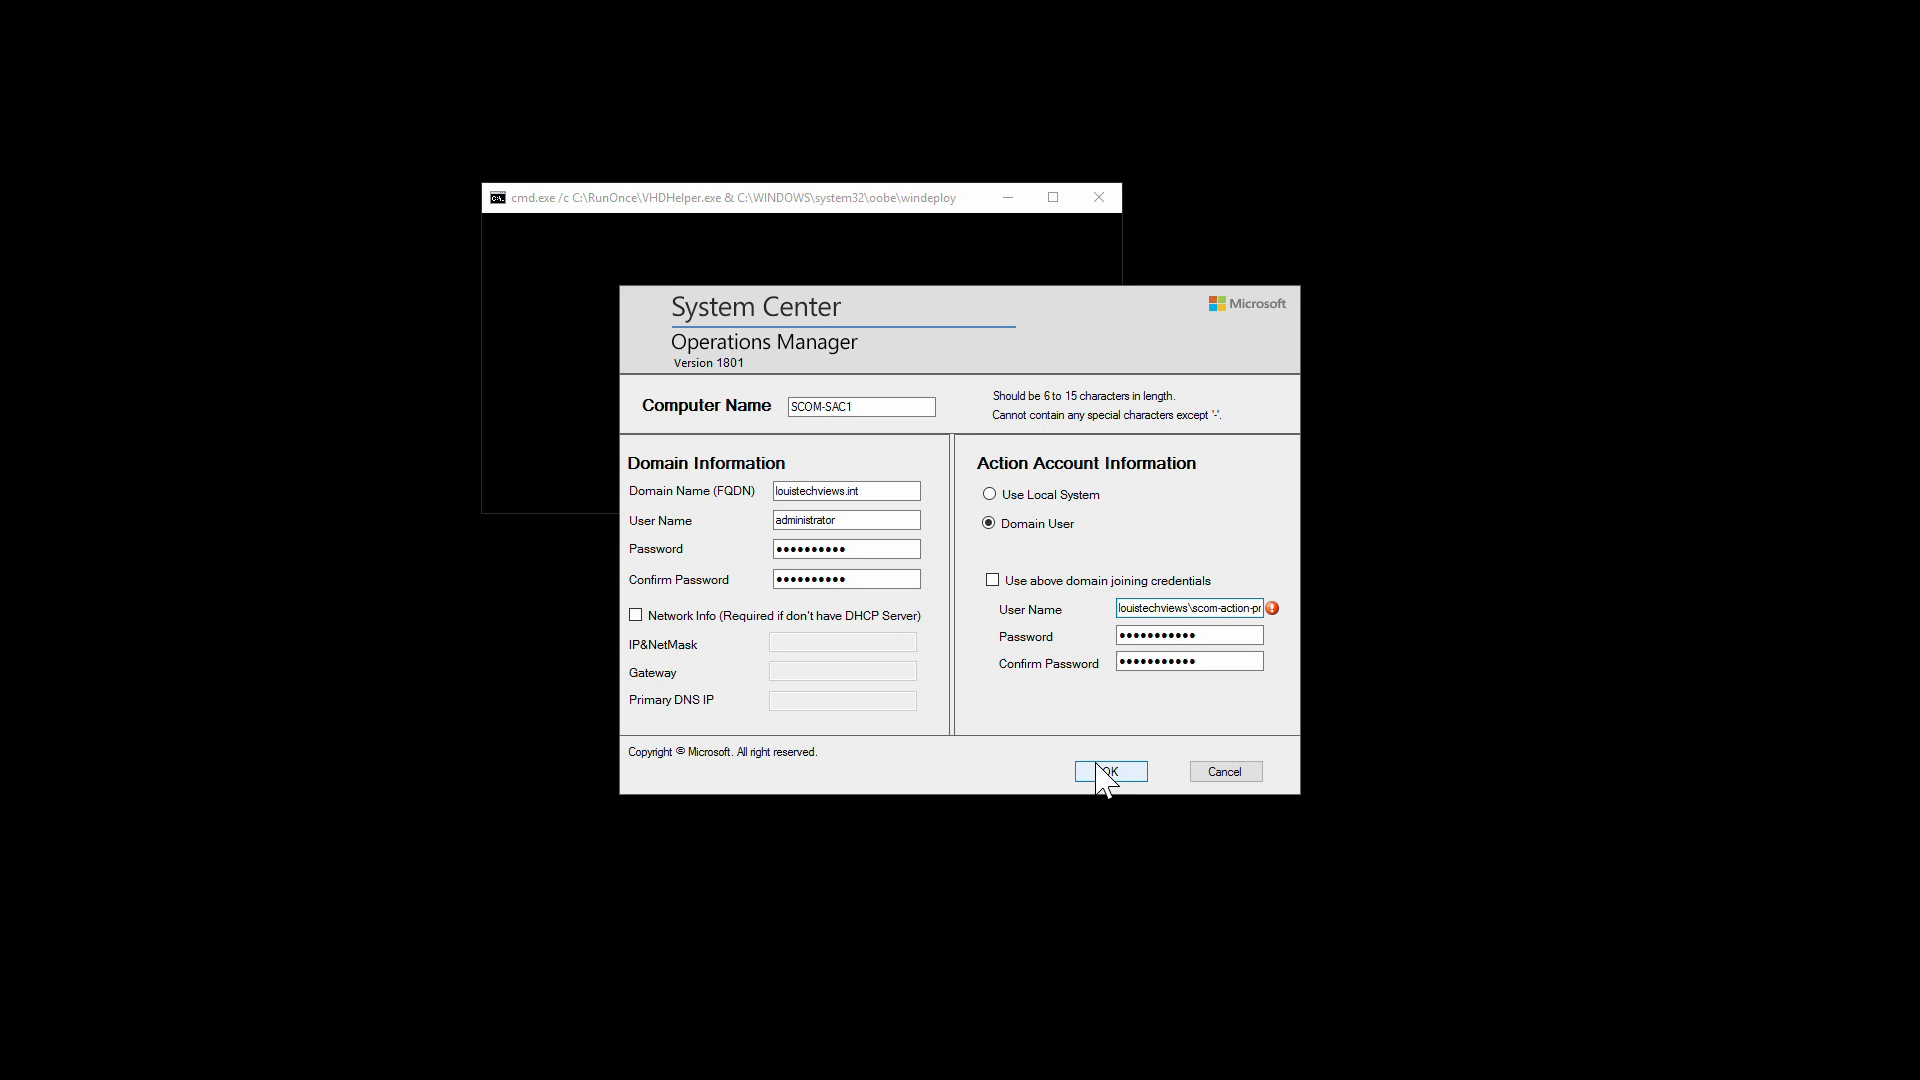 cmd.exe /c C:\RunOnce\VHDHelper.exe & C:\WINDOWS\system32\oobe\windeploy
System Center
Microsoft
Operations Manager
Version 1801
Computer Name
SCOM-SAC1
Should be 6 to 15 characters in length.
Cannot contain any special characters except '-'.
Domain Information
Domain Name (FQDN)
louistechviews.int
User Name
administrator
Password
●●●●●●●●●●
Confirm Password
●●●●●●●●●●
Network Info (Required if don't have DHCP Server)
IP&NetMask
Gateway
Primary DNS IP
Action Account Information
Use Local System
Domain User
Use above domain joining credentials
User Name
louistechviews\scom-action-pr
Password
●●●●●●●●●●●
Confirm Password
●●●●●●●●●●●
Copyright © Microsoft. All right reserved.
OK
Cancel